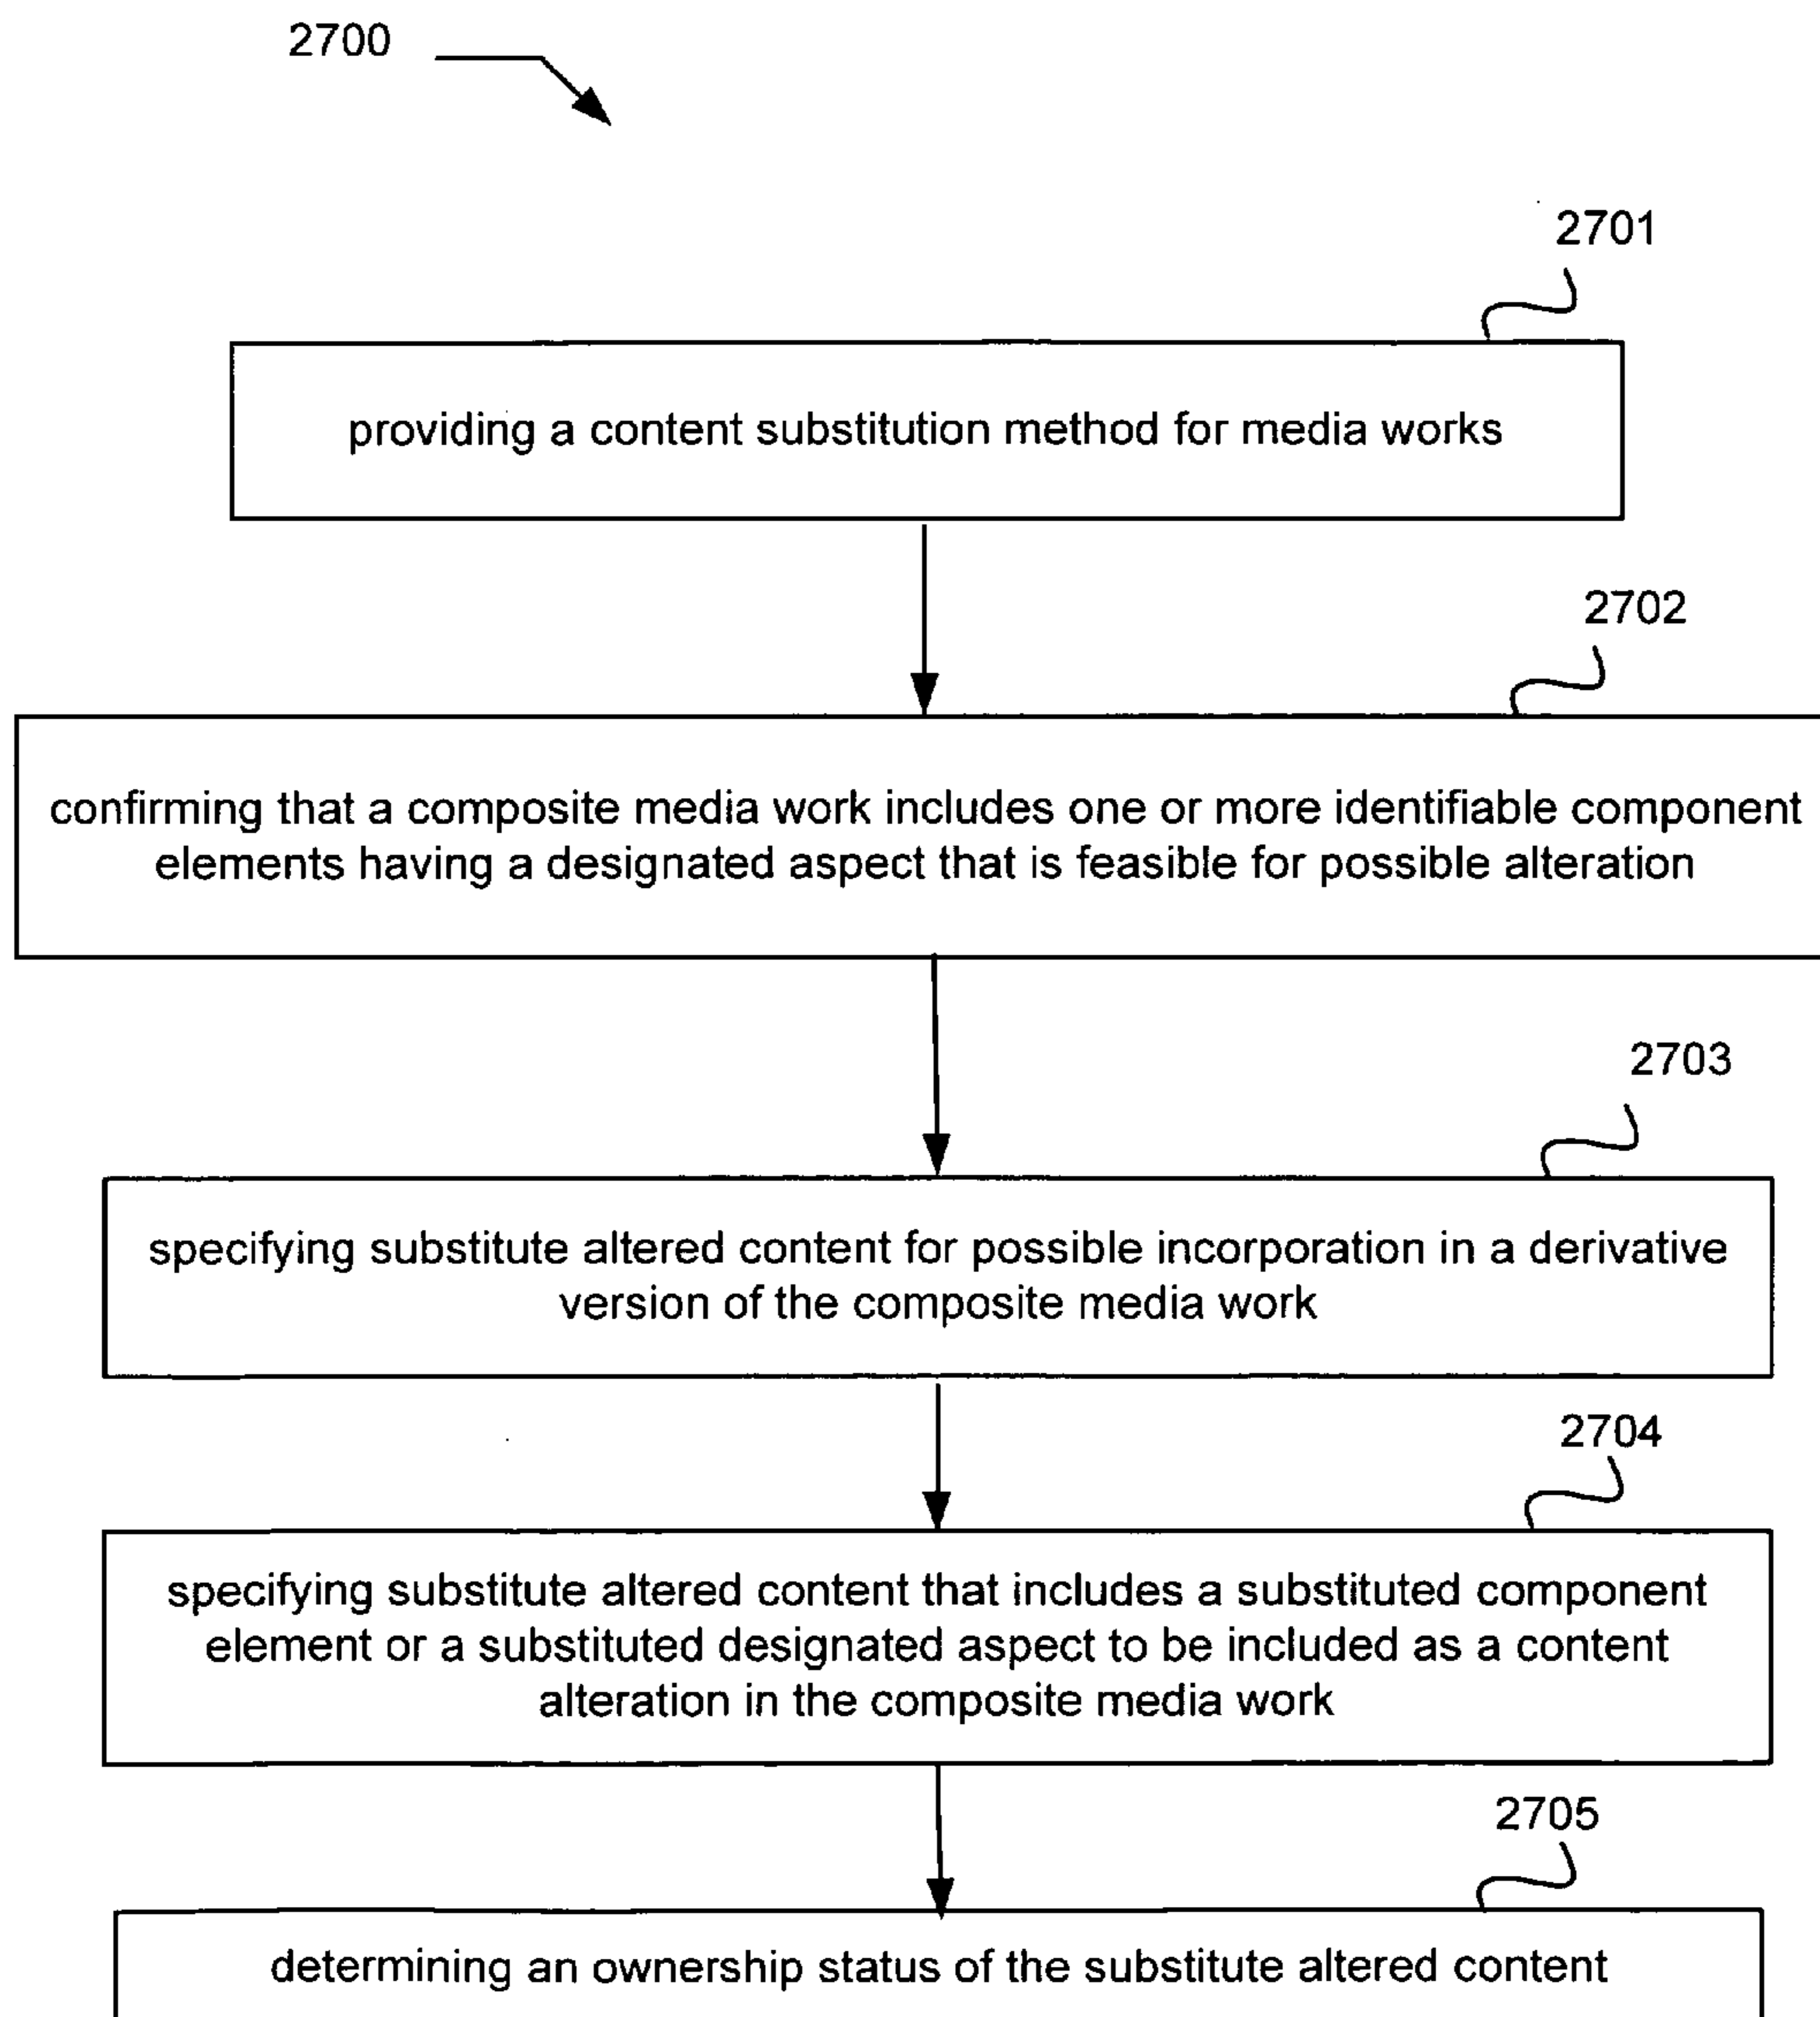 2700
2701
providing a content substitution method for media works
2702
confirming that a composite media work includes one or more identifiable component
elements having a designated aspect that is feasible for possible alteration
2703
specifying substitute altered content for possible incorporation in a derivative
version of the composite media work
2704
specifying substitute altered content that includes a substituted component
element or a substituted designated aspect to be included as a content
alteration in the composite media work
2705
determining an ownership status of the substitute altered content